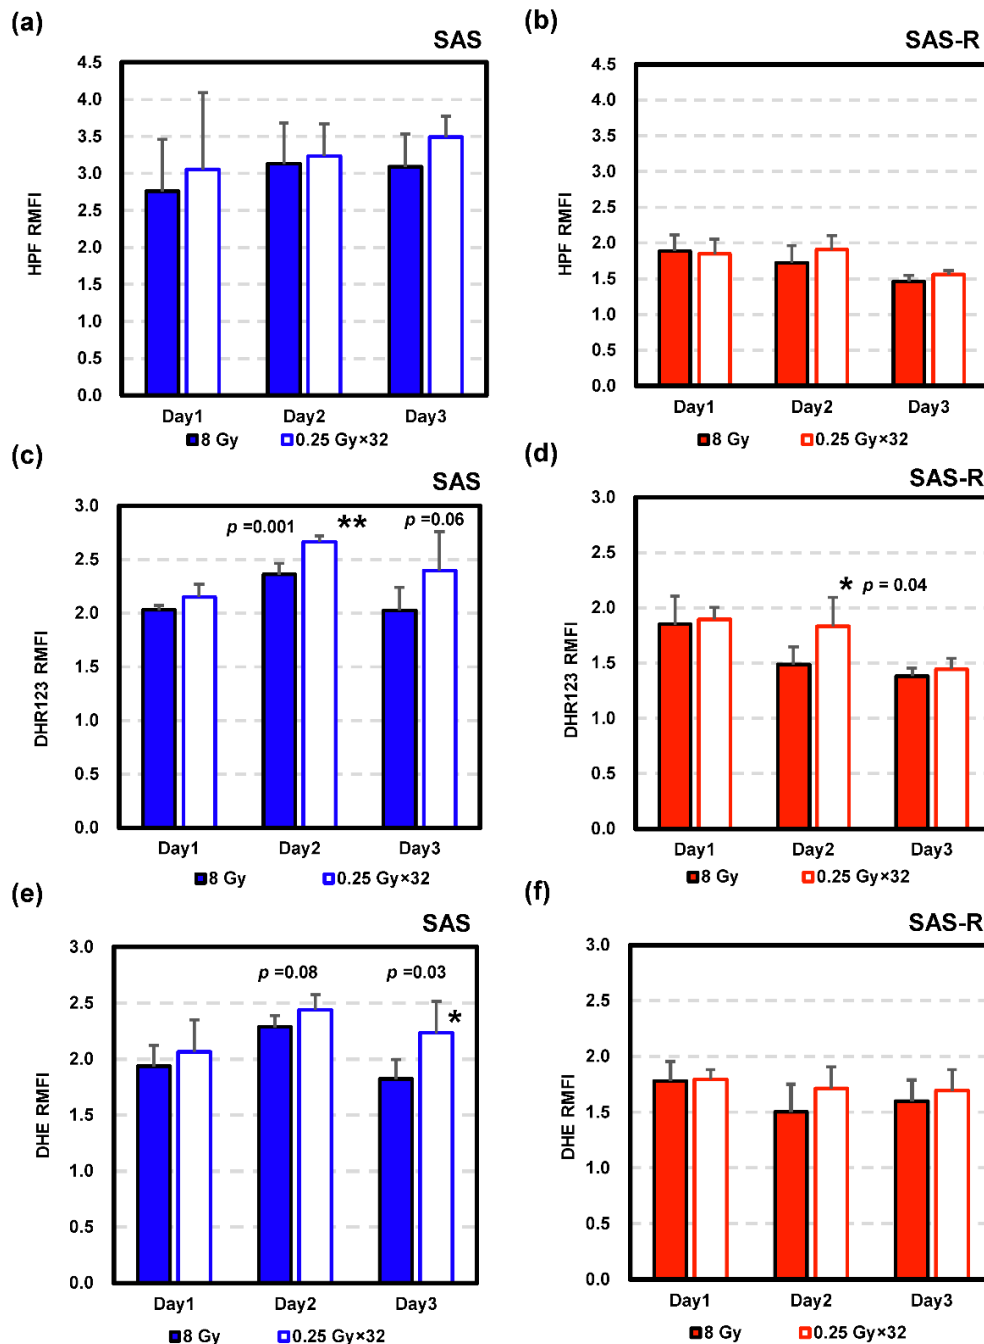 (a)
SAS
4.5
4.0
3.5
3.0
2.5
2.0
1.5
1.0
0.5
0.0
HPF RMFI
Day1 Day2 Day3
8 Gy 0.25 Gy×32
(b)
SAS-R
4.5
4.0
3.5
3.0
2.5
2.0
1.5
1.0
0.5
0.0
HPF RMFI
Day1 Day2 Day3
8 Gy 0.25 Gy×32
(c)
SAS
3.0
2.5
2.0
1.5
1.0
0.5
0.0
DHR123 RMFI
p =0.001 ** p =0.06
Day1 Day2 Day3
8 Gy 0.25 Gy×32
(d)
SAS-R
3.0
2.5
2.0
1.5
1.0
0.5
0.0
DHR123 RMFI
* p = 0.04
Day1 Day2 Day3
8 Gy 0.25 Gy×32
(e)
SAS
3.0
2.5
2.0
1.5
1.0
0.5
0.0
DHE RMFI
p =0.08 p =0.03
*
Day1 Day2 Day3
8 Gy 0.25 Gy×32
(f)
SAS-R
3.0
2.5
2.0
1.5
1.0
0.5
0.0
DHE RMFI
Day1 Day2 Day3
8 Gy 0.25 Gy×32